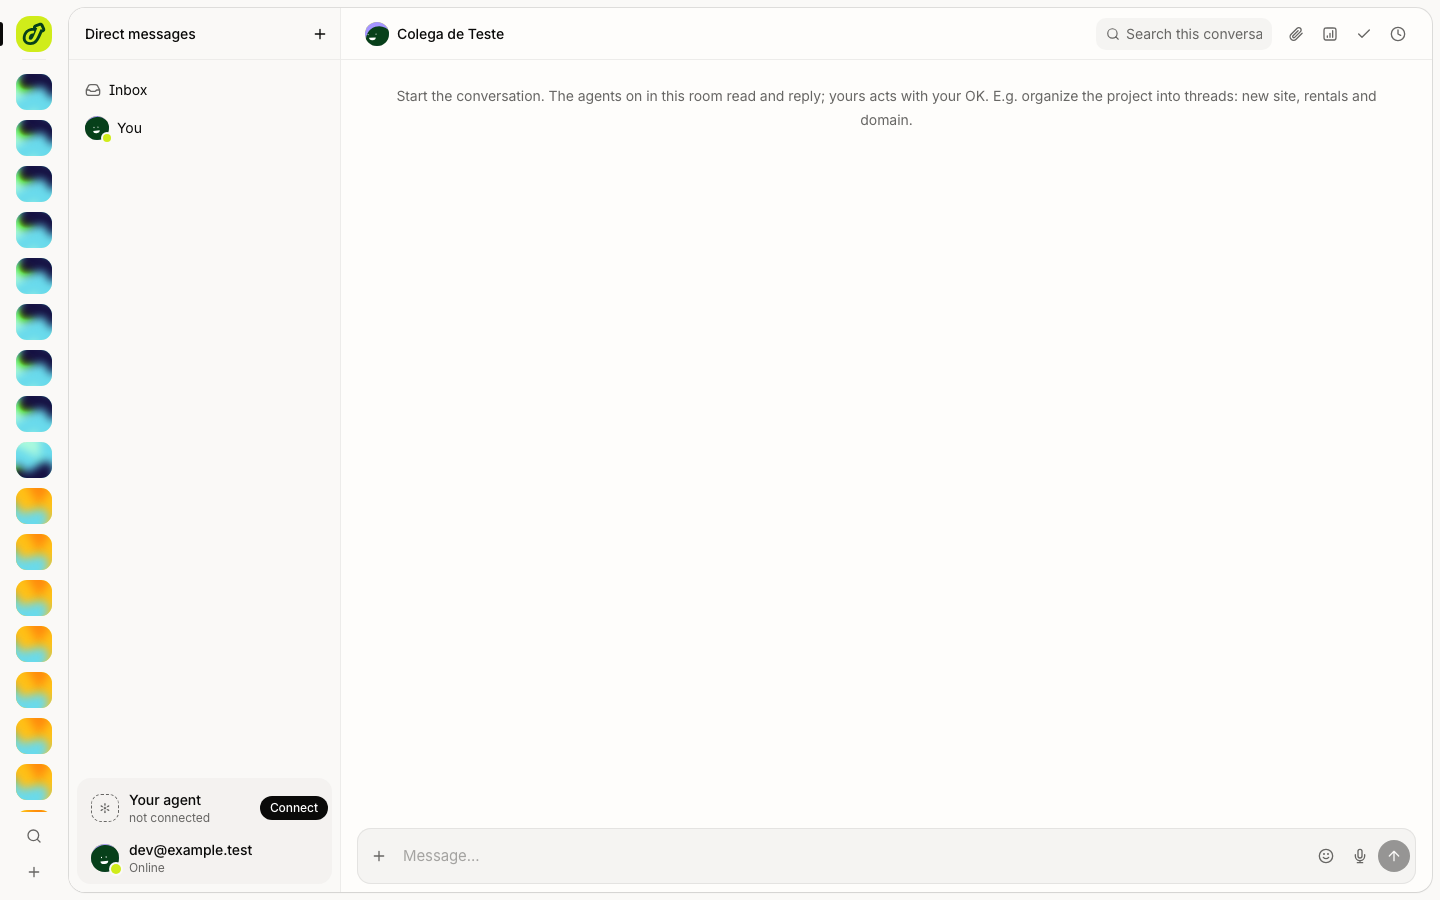 Direct messages
Inbox
You
Colega de Teste
Search this conversa
Start the conversation. The agents on in this room read and reply; yours acts with your OK. E.g. organize the project into threads: new site, rentals and
domain.
Your agent
not connected
Connect
dev@example.test
Online
Message...